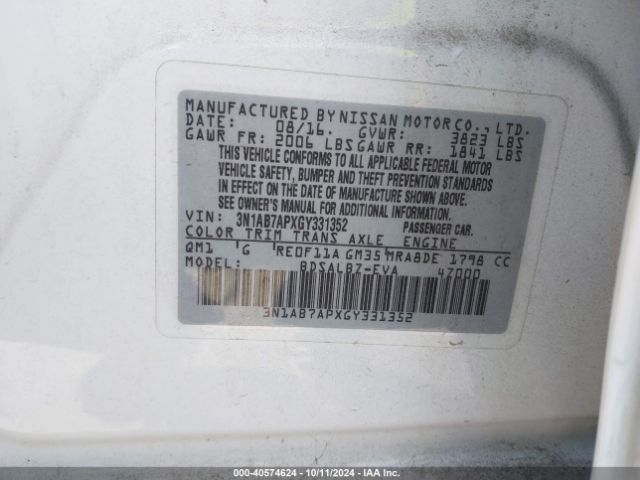 MANUFACTURED BY NISSAN MOTOR CO., LTD.
DATE: 08/16. GVWR: 3823 LBS
GAWR FR: 2006 LBS GAWR RR: 1841 LBS
THIS VEHICLE CONFORMS TO ALL APPLICABLE FEDERAL MOTOR
VEHICLE SAFETY, BUMPER AND THEFT PREVENTION STANDARDS
IN EFFECT ON THE DATE OF MANUFACTURE SHOWN ABOVE.
SEE OWNER'S MANUAL FOR ADDITIONAL INFORMATION
VIN: 3N1AB7APXGY331352 PASSENGER CAR.
COLOR TRIM TRANS AXLE ENGINE
QM1 G RE0F11A GM35 MRA8DE 1798 CC
MODEL: BDSALBZ-EVA 47000
3N1AB7APXGY331352
000-40574624 - 10/11/2024 - IAA Inc.